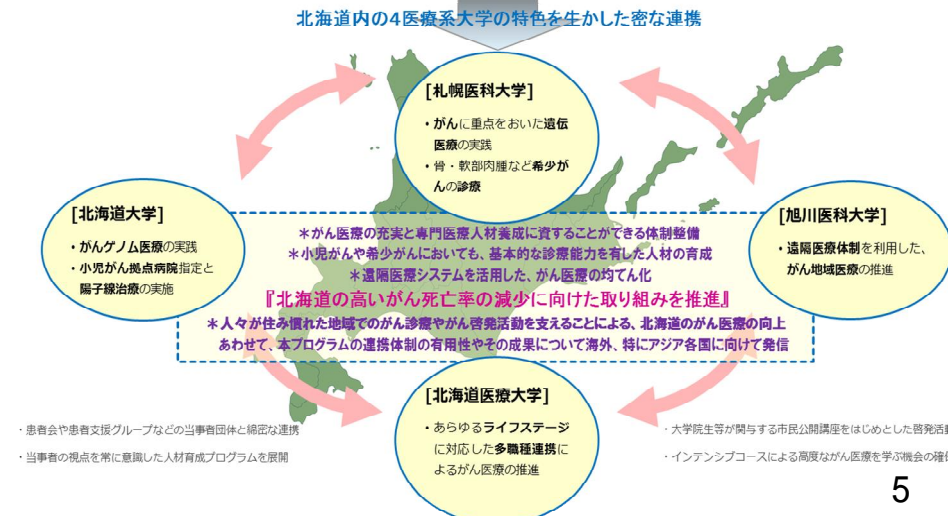 北海道内の4医療系大学の特色を生かした密な連携
[札幌医科大学]
・がんに重点をおいた遺伝
医療の実践
・骨・軟部肉腫など希少が
んの診療
[北海道大学]
・がんゲノム医療の実践
・小児がん拠点病院指定と
陽子線治療の実施
[旭川医科大学]
・遠隔医療体制を利用した、
がん地域医療の推進
＊がん医療の充実と専門医療人材養成に資することができる体制整備
＊小児がんや希少がんにおいても、基本的な診療能力を有した人材の育成
＊遠隔医療システムを活用した、がん医療の均てん化
『北海道の高いがん死亡率の減少に向けた取り組みを推進』
＊人々が住み慣れた地域でのがん診療やがん啓発活動を支えることによる、北海道のがん医療の向上
あわせて、本プログラムの連携体制の有用性やその成果について海外、特にアジア各国に向けて発信
[北海道医療大学]
・あらゆるライフステージ
に対応した多職種連携に
よるがん医療の推進
・患者会や患者支援グループなどの当事者団体と綿密な連携
・当事者の視点を常に意識した人材育成プログラムを展開
・大学院生等が関与する市民公開講座をはじめとした啓発活動
・インテンシブコースによる高度ながん医療を学ぶ機会の確保
5